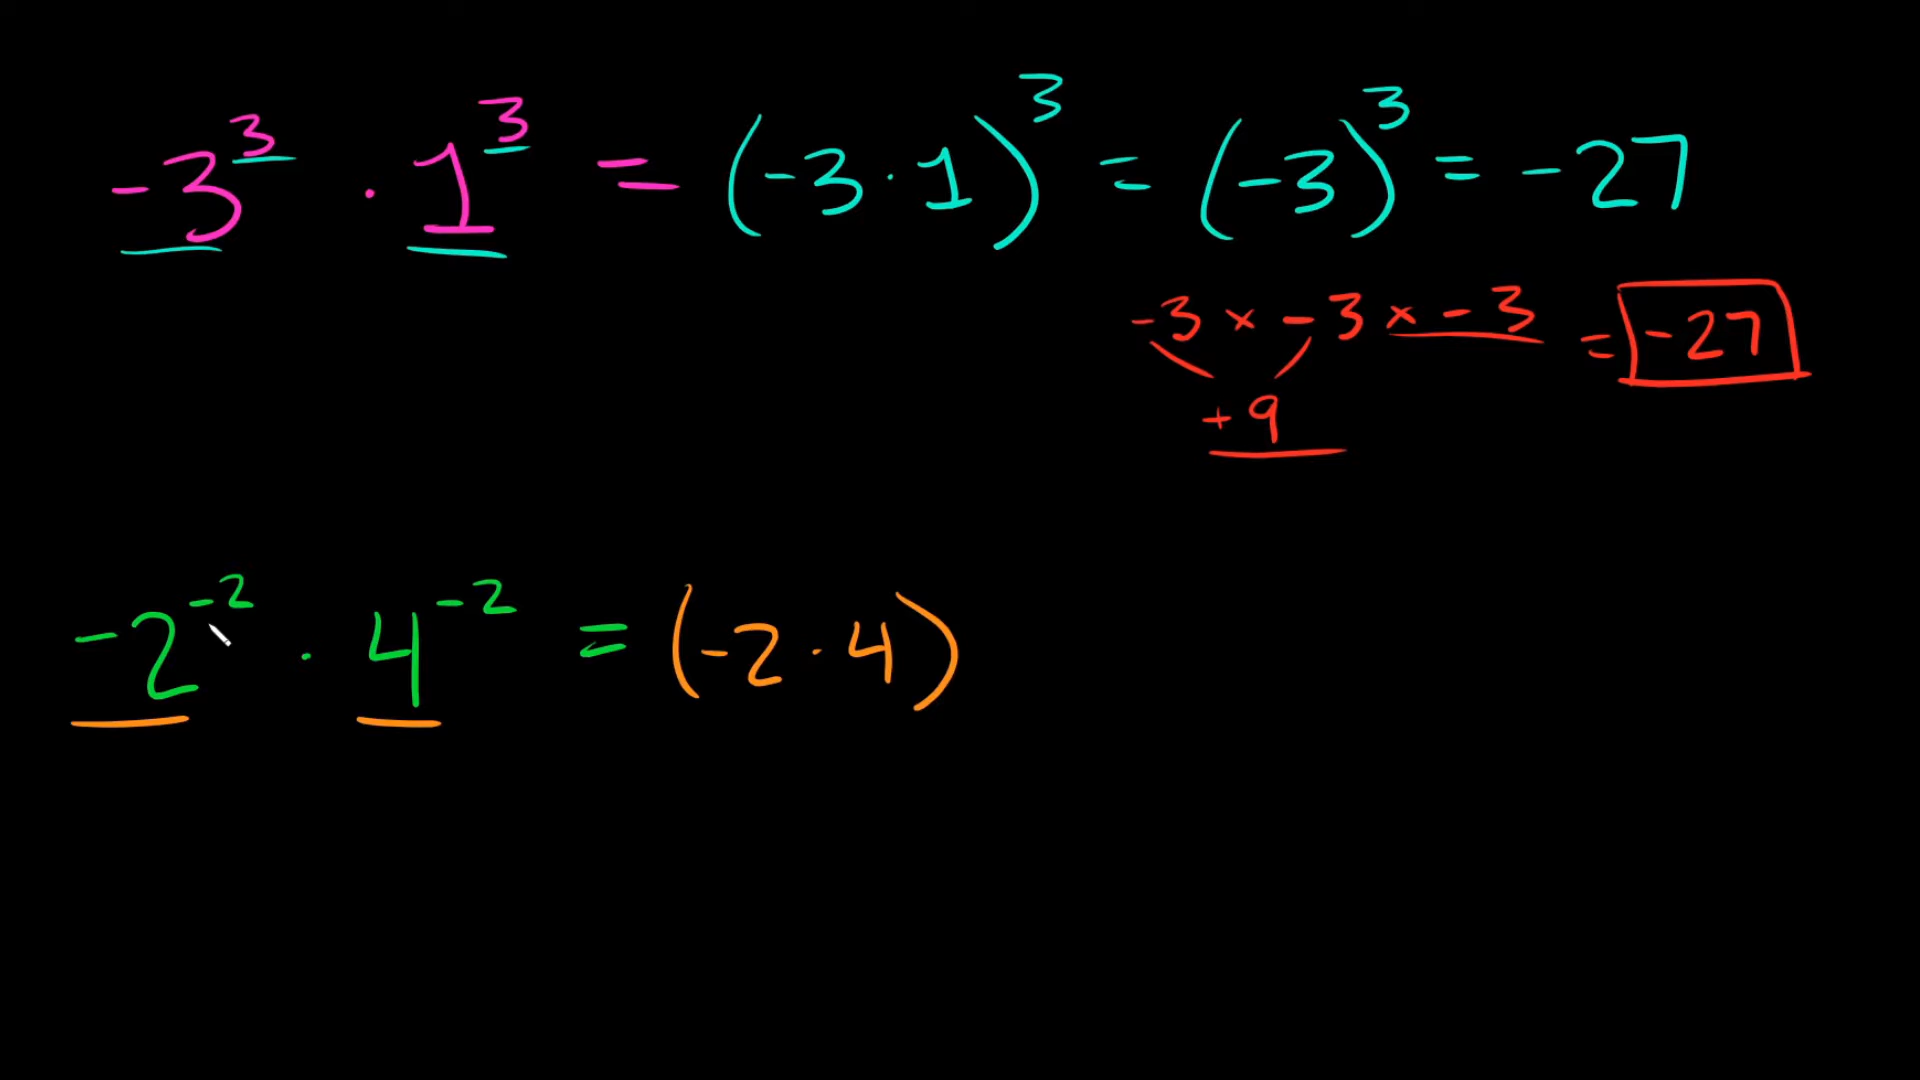 -3³ · 1³ = (-3 · 1)³ = (-3)³ = -27
-3 × -3 × -3 = -27
+9
-2⁻² · 4⁻² = (-2 · 4)